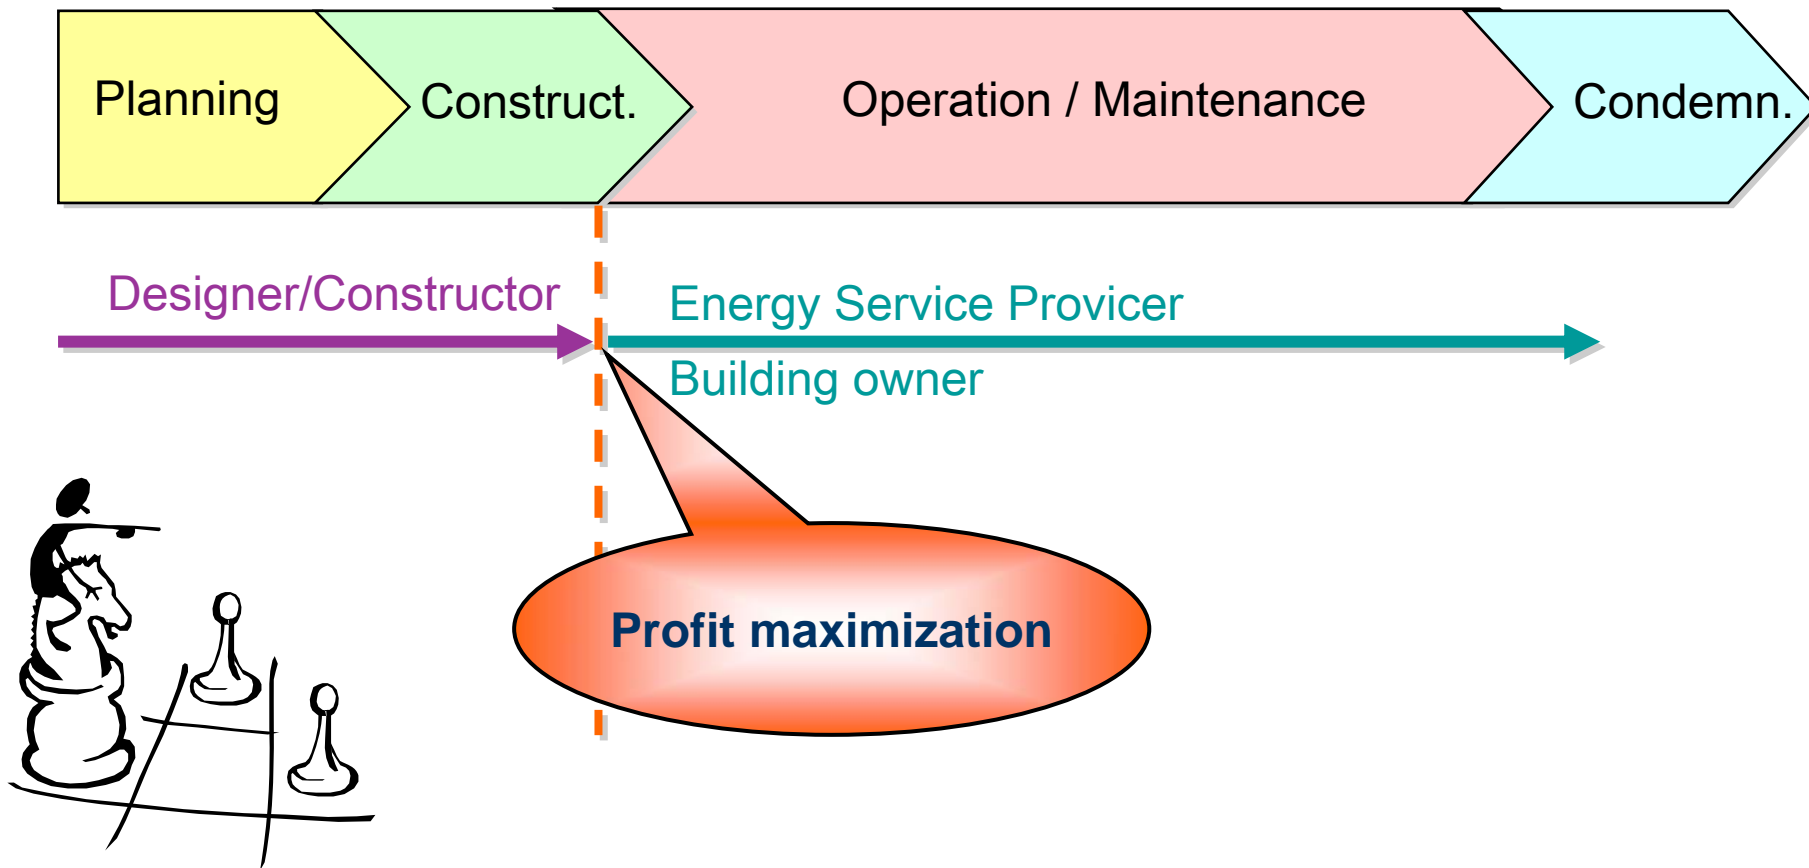 Planning
Construct.
Operation / Maintenance
Condemn.
Designer/Constructor
Energy Service Provicer
Building owner
Profit maximization